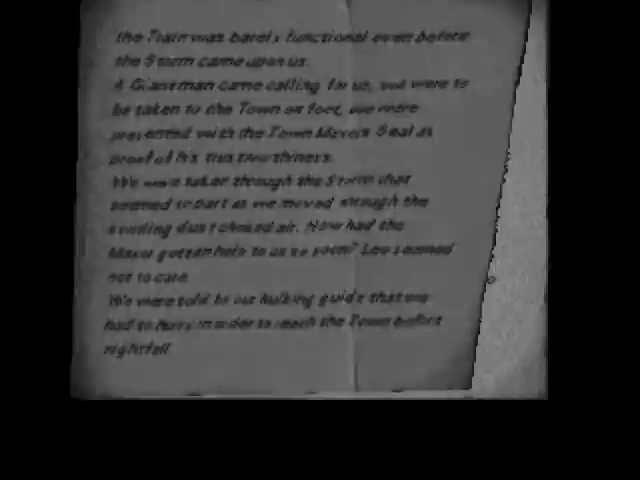 the Train was barely functional even before
the Storm came upon us.
A Giant man came calling for us, we were to
be taken to the Town on foot, we were
presented with the Town Mayors Seal as
proof of his trustworthiness.
We were taken through the Storm that
seemed to part as we moved through the
swirling dust choked air. How had the
Mayor gotten help to us so soon? Leo seemed
not to care
We were told by our hulking guide that we
had to hurry in order to reach the Town before
nightfall